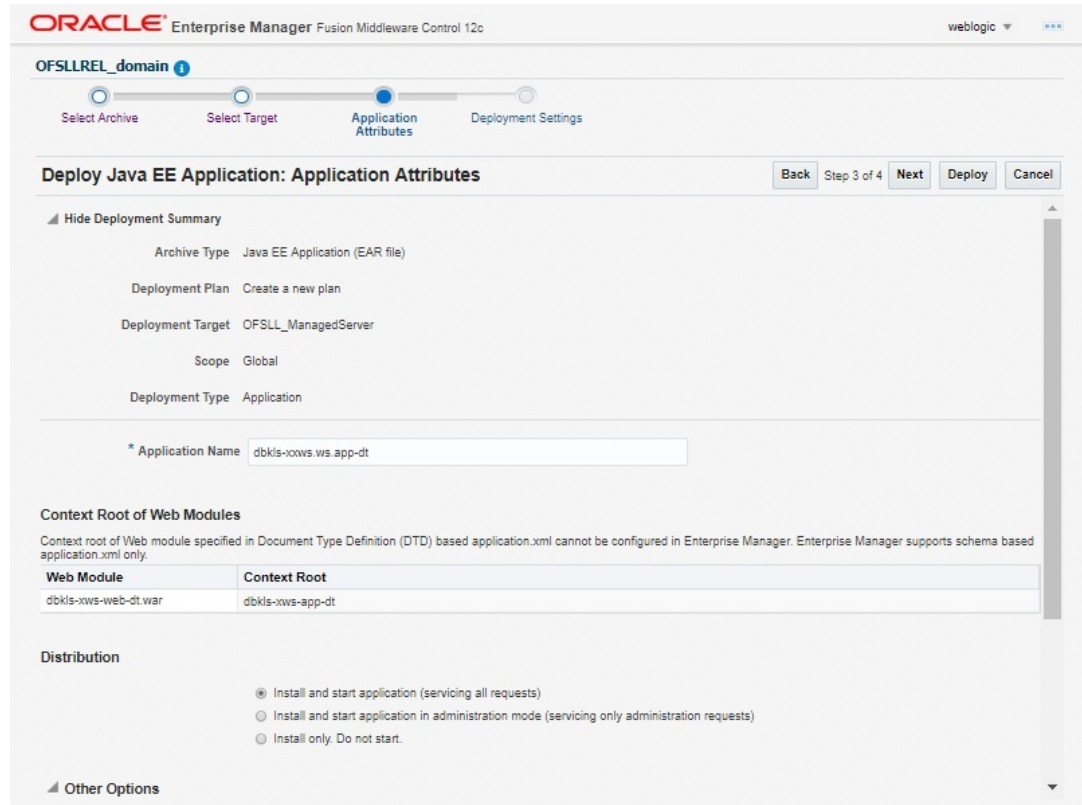 ORACLE Enterprise Manager Fusion Middleware Control 12c weblogic
OFSLLREL_domain
Select Archive Select Target Application Attributes Deployment Settings
Deploy Java EE Application: Application Attributes Back Step 3 of 4 Next Deploy Cancel
Hide Deployment Summary
Archive Type Java EE Application (EAR file)
Deployment Plan Create a new plan
Deployment Target OFSLL_ManagedServer
Scope Global
Deployment Type Application
* Application Name dbkls-xxws.ws.app-dt
Context Root of Web Modules
Context root of Web module specified in Document Type Definition (DTD) based application.xml cannot be configured in Enterprise Manager. Enterprise Manager supports schema based
application.xml only.
Web Module Context Root
dbkls-xws-web-dt.war dbkls-xws-app-dt
Distribution
Install and start application (servicing all requests)
Install and start application in administration mode (servicing only administration requests)
Install only. Do not start.
Other Options